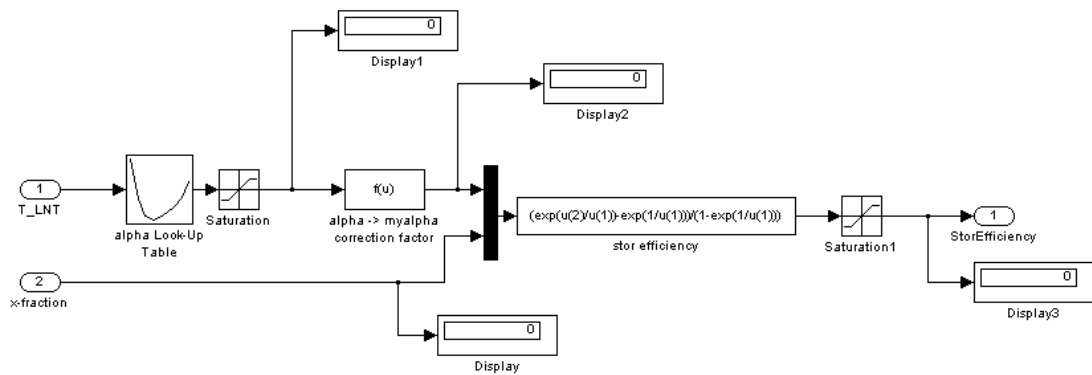 0
Display1
0
Display2
1
T_LNT
alpha Look-Up
Table
Saturation
f(u)
alpha -> myalpha
correction factor
(exp(u(2)/u(1))-exp(1/u(1)))/(1-exp(1/u(1)))
stor efficiency
Saturation1
1
StorEfficiency
2
x-fraction
0
Display3
0
Display